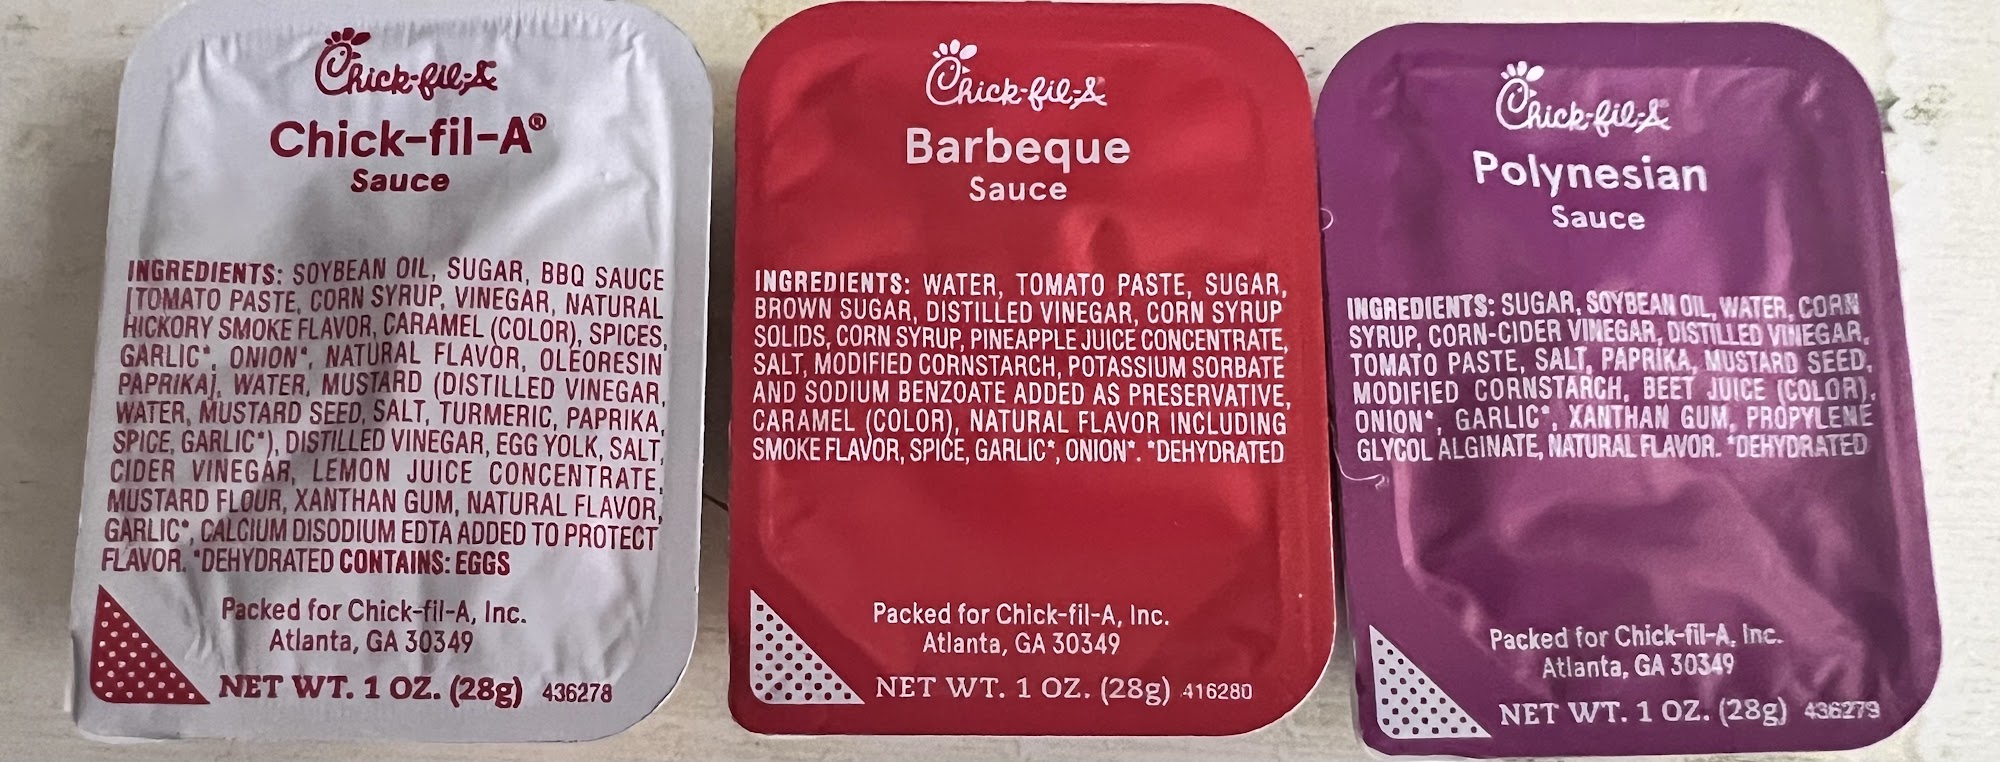 Chick-fil-A
Chick-fil-A®
Sauce
INGREDIENTS: SOYBEAN OIL, SUGAR, BBQ SAUCE
[TOMATO PASTE, CORN SYRUP, VINEGAR, NATURAL
HICKORY SMOKE FLAVOR, CARAMEL (COLOR), SPICES,
GARLIC*, ONION*, NATURAL FLAVOR, OLEORESIN
PAPRIKA], WATER, MUSTARD (DISTILLED VINEGAR,
WATER, MUSTARD SEED, SALT, TURMERIC, PAPRIKA,
SPICE, GARLIC*), DISTILLED VINEGAR, EGG YOLK, SALT,
CIDER VINEGAR, LEMON JUICE CONCENTRATE,
MUSTARD FLOUR, XANTHAN GUM, NATURAL FLAVOR,
GARLIC*, CALCIUM DISODIUM EDTA ADDED TO PROTECT
FLAVOR. *DEHYDRATED CONTAINS: EGGS
Packed for Chick-fil-A, Inc.
Atlanta, GA 30349
NET WT. 1 OZ. (28g) 436278
Chick-fil-A
Barbeque
Sauce
INGREDIENTS: WATER, TOMATO PASTE, SUGAR,
BROWN SUGAR, DISTILLED VINEGAR, CORN SYRUP
SOLIDS, CORN SYRUP, PINEAPPLE JUICE CONCENTRATE,
SALT, MODIFIED CORNSTARCH, POTASSIUM SORBATE
AND SODIUM BENZOATE ADDED AS PRESERVATIVE,
CARAMEL (COLOR), NATURAL FLAVOR INCLUDING
SMOKE FLAVOR, SPICE, GARLIC*, ONION*. *DEHYDRATED
Packed for Chick-fil-A, Inc.
Atlanta, GA 30349
NET WT. 1 OZ. (28g) 416280
Chick-fil-A
Polynesian
Sauce
INGREDIENTS: SUGAR, SOYBEAN OIL, WATER, CORN
SYRUP, CORN-CIDER VINEGAR, DISTILLED VINEGAR,
TOMATO PASTE, SALT, PAPRIKA, MUSTARD SEED,
MODIFIED CORNSTARCH, BEET JUICE (COLOR),
ONION*, GARLIC*, XANTHAN GUM, PROPYLENE
GLYCOL ALGINATE, NATURAL FLAVOR. *DEHYDRATED
Packed for Chick-fil-A, Inc.
Atlanta, GA 30349
NET WT. 1 OZ. (28g) 436279